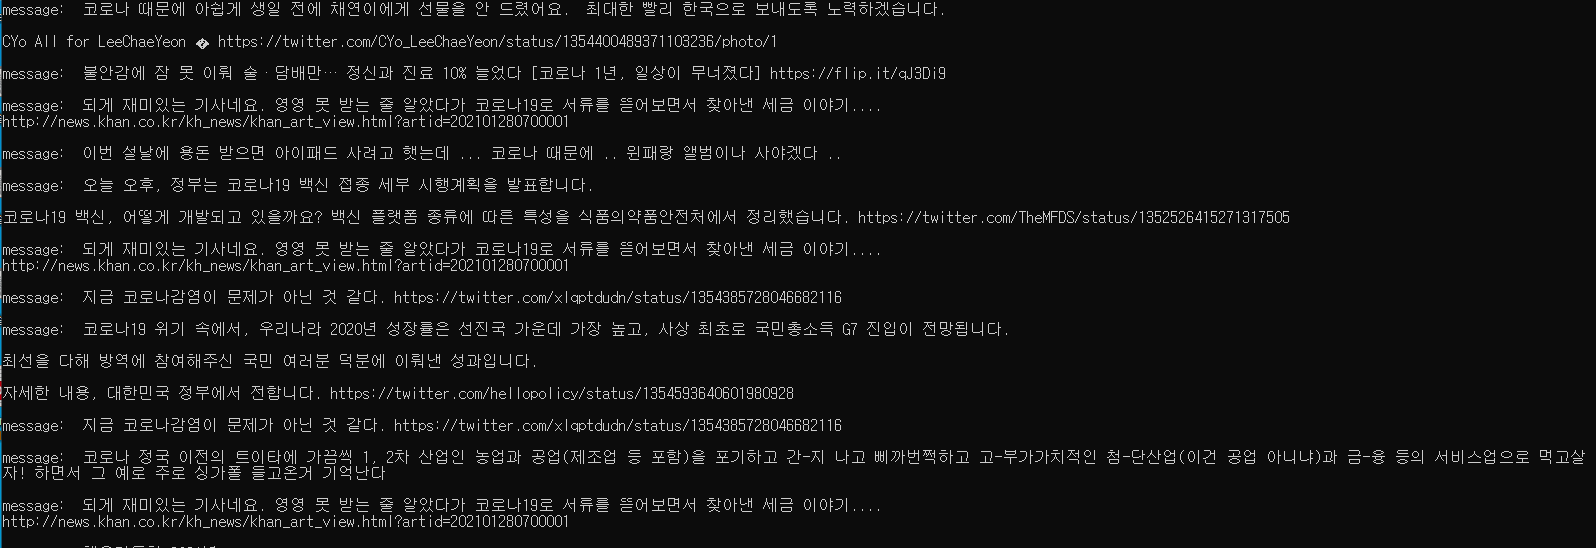 message: 코로나 때문에 아쉽게 생일 전에 채연이에게 선물을 안 드렸어요. 최대한 빨리 한국으로 보내도록 노력하겠습니다.
CYo All for LeeChaeYeon � https://twitter.com/CYo_LeeChaeYeon/status/1354400489371103236/photo/1
message: 불안감에 잠 못 이뤄 술·담배만… 정신과 진료 10% 늘었다 [코로나 1년, 일상이 무너졌다] https://flip.it/qJ3Di9
message: 되게 재미있는 기사네요. 영영 못 받는 줄 알았다가 코로나19로 서류를 뜯어보면서 찾아낸 세금 이야기....
http://news.khan.co.kr/kh_news/khan_art_view.html?artid=202101280700001
message: 이번 설날에 용돈 받으면 아이패드 사려고 햇는데 ... 코로나 때문에 .. 윈패랑 앨범이나 사야겠다 ..
message: 오늘 오후, 정부는 코로나19 백신 접종 세부 시행계획을 발표합니다.
코로나19 백신, 어떻게 개발되고 있을까요? 백신 플랫폼 종류에 따른 특성을 식품의약품안전처에서 정리했습니다. https://twitter.com/TheMFDS/status/1352526415271317505
message: 되게 재미있는 기사네요. 영영 못 받는 줄 알았다가 코로나19로 서류를 뜯어보면서 찾아낸 세금 이야기....
http://news.khan.co.kr/kh_news/khan_art_view.html?artid=202101280700001
message: 지금 코로나감염이 문제가 아닌 것 같다. https://twitter.com/xlqptdudn/status/1354385728046682116
message: 코로나19 위기 속에서, 우리나라 2020년 성장률은 선진국 가운데 가장 높고, 사상 최초로 국민총소득 G7 진입이 전망됩니다.
최선을 다해 방역에 참여해주신 국민 여러분 덕분에 이뤄낸 성과입니다.
자세한 내용, 대한민국 정부에서 전합니다. https://twitter.com/hellopolicy/status/1354593640601980928
message: 지금 코로나감염이 문제가 아닌 것 같다. https://twitter.com/xlqptdudn/status/1354385728046682116
message: 코로나 정국 이전의 트이타에 가끔씩 1, 2차 산업인 농업과 공업(제조업 등 포함)을 포기하고 간-지 나고 삐까번쩍하고 고-부가가치적인 첨-단산업(이건 공업 아니냐)과 금-융 등의 서비스업으로 먹고살
자! 하면서 그 예로 주로 싱가폴 들고온거 기억난다
message: 되게 재미있는 기사네요. 영영 못 받는 줄 알았다가 코로나19로 서류를 뜯어보면서 찾아낸 세금 이야기....
http://news.khan.co.kr/kh_news/khan_art_view.html?artid=202101280700001